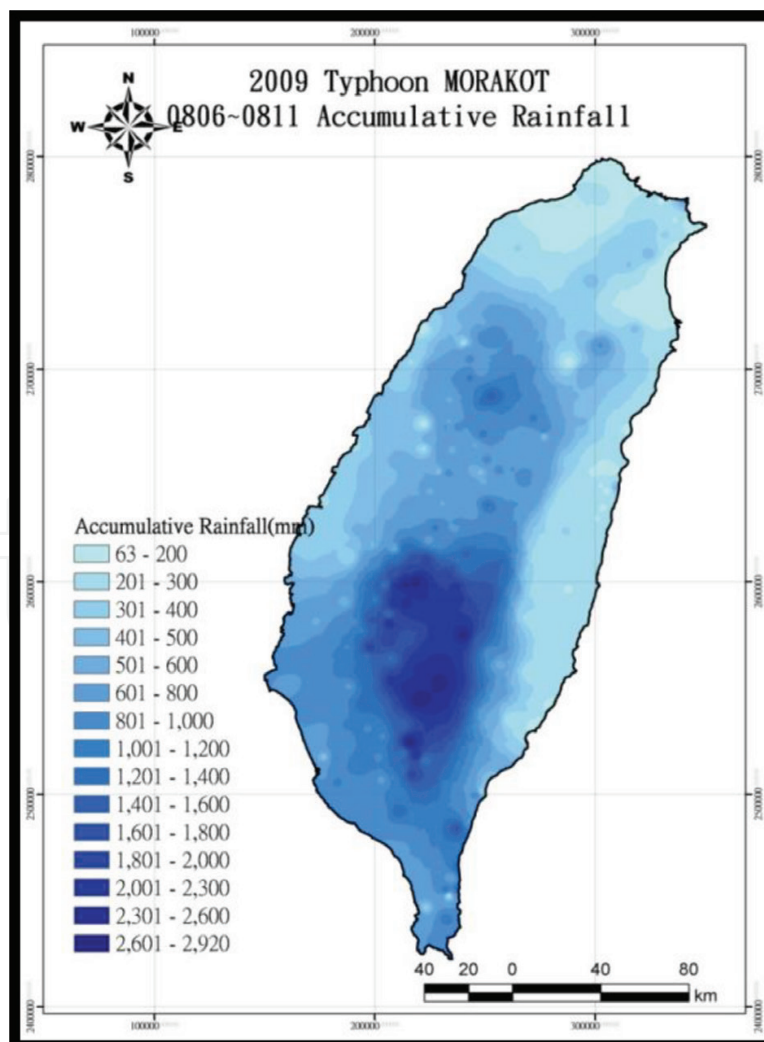 100000 200000 300000
N
W E
S
2009 Typhoon MORAKOT
0806~0811 Accumulative Rainfall
2800000 2800000
2700000 2700000
Accumulative Rainfall(mm)
63 - 200
201 - 300
2600000 2600000
301 - 400
401 - 500
501 - 600
601 - 800
801 - 1,000
1,001 - 1,200
1,201 - 1,400
2500000 2500000
1,401 - 1,600
1,601 - 1,800
1,801 - 2,000
2,001 - 2,300
2,301 - 2,600
2,601 - 2,920
40 20 0 40 80
km
2400000 2400000
100000 200000 300000